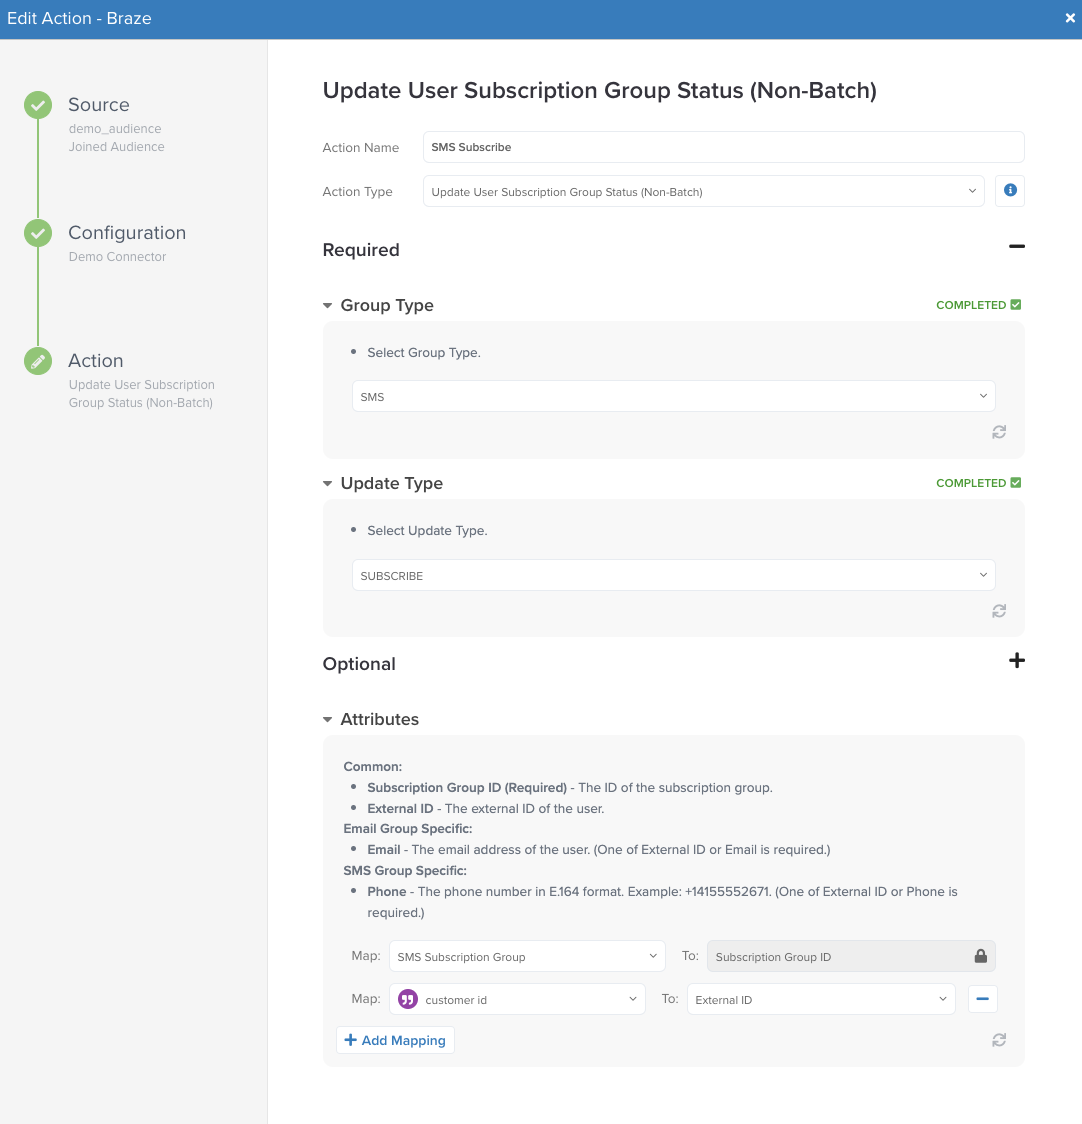 Edit Action - Braze
Source
demo_audience
Joined Audience
Configuration
Demo Connector
Action
Update User Subscription
Group Status (Non-Batch)
Update User Subscription Group Status (Non-Batch)
Action Name SMS Subscribe
Action Type Update User Subscription Group Status (Non-Batch)
Required
Group Type COMPLETED
• Select Group Type.
SMS
Update Type COMPLETED
• Select Update Type.
SUBSCRIBE
Optional
Attributes
Common:
• Subscription Group ID (Required) - The ID of the subscription group.
• External ID - The external ID of the user.
Email Group Specific:
• Email - The email address of the user. (One of External ID or Email is required.)
SMS Group Specific:
• Phone - The phone number in E.164 format. Example: +14155552671. (One of External ID or Phone is
required.)
Map: SMS Subscription Group To: Subscription Group ID
Map: customer id To: External ID
+ Add Mapping